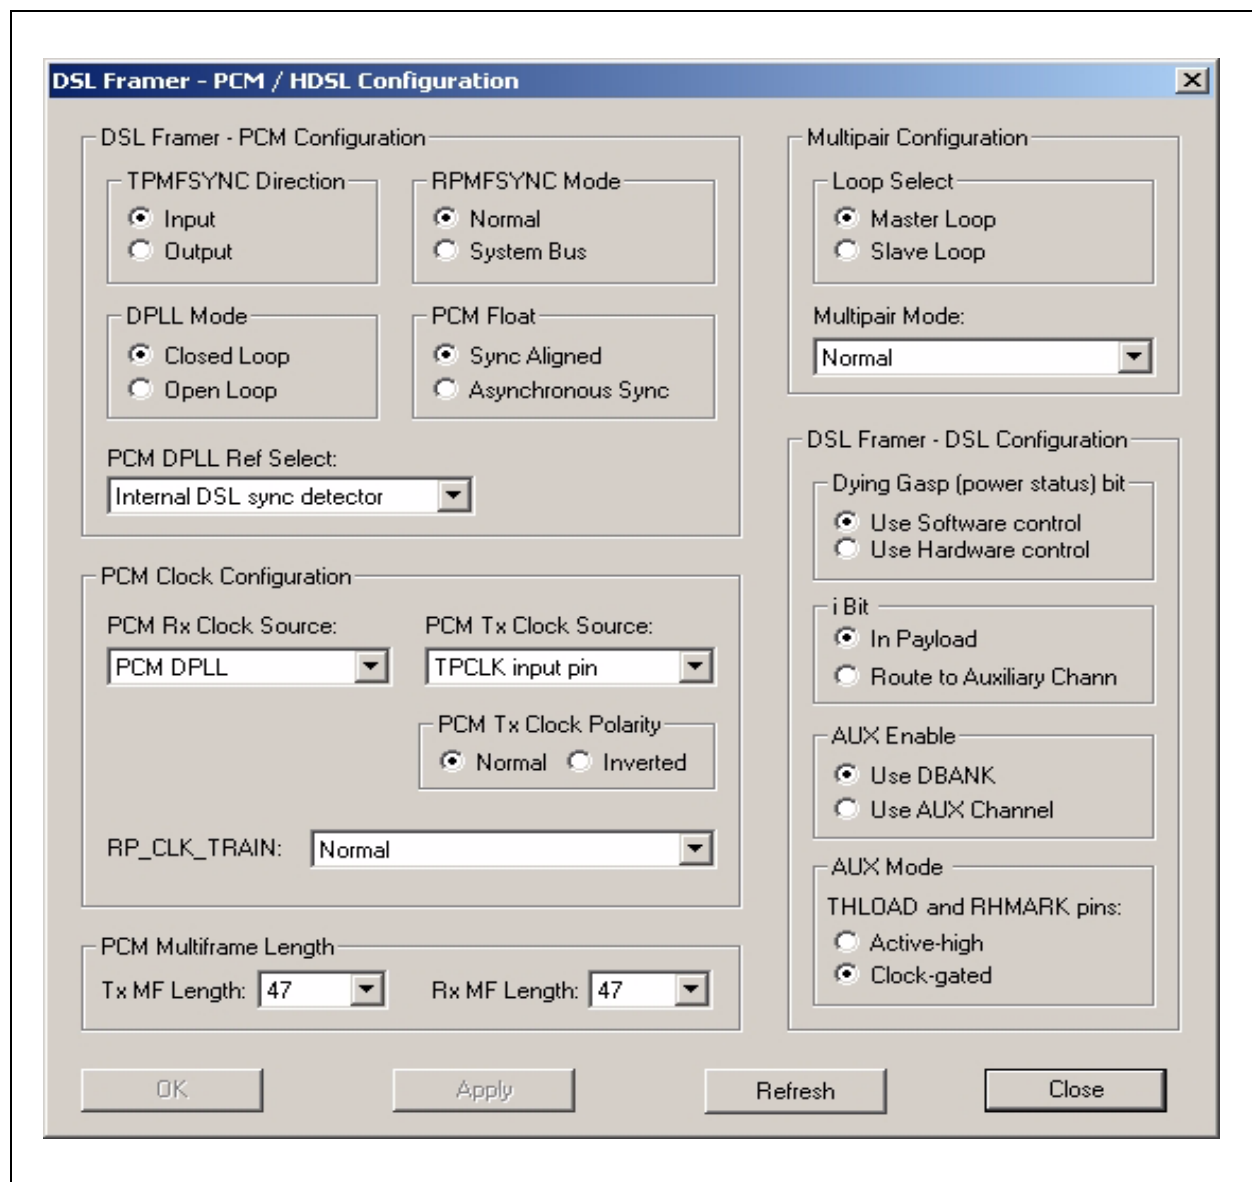 DSL Framer - PCM / HDSL Configuration
DSL Framer - PCM Configuration
TPMFSYNC Direction
Input
Output
RPMFSYNC Mode
Normal
System Bus
DPLL Mode
Closed Loop
Open Loop
PCM Float
Sync Aligned
Asynchronous Sync
PCM DPLL Ref Select:
Internal DSL sync detector
PCM Clock Configuration
PCM Rx Clock Source:
PCM DPLL
PCM Tx Clock Source:
TPCLK input pin
PCM Tx Clock Polarity
Normal Inverted
RP_CLK_TRAIN: Normal
PCM Multiframe Length
Tx MF Length: 47 Rx MF Length: 47
Multipair Configuration
Loop Select
Master Loop
Slave Loop
Multipair Mode:
Normal
DSL Framer - DSL Configuration
Dying Gasp (power status) bit
Use Software control
Use Hardware control
i Bit
In Payload
Route to Auxiliary Chann
AUX Enable
Use DBANK
Use AUX Channel
AUX Mode
THLOAD and RHMARK pins:
Active-high
Clock-gated
OK Apply Refresh Close